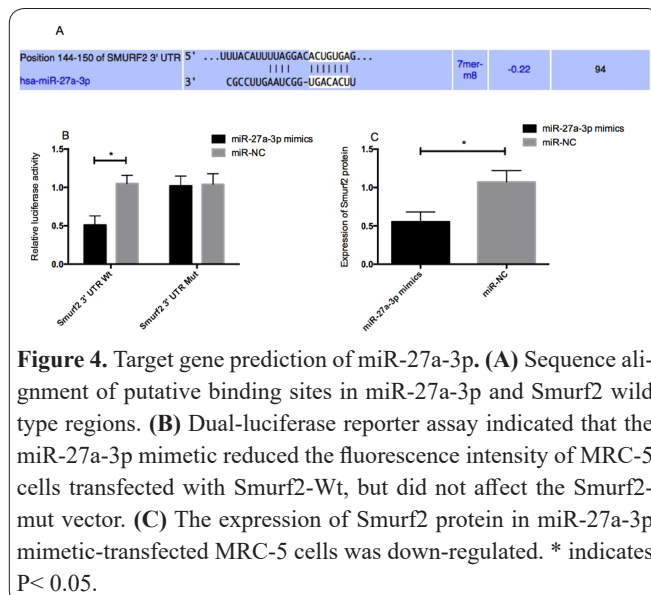 A
Position 144-150 of SMURF2 3' UTR 5' ...UUUACAUUUUAGGACACUGUGAG...
hsa-miR-27a-3p 3' CGCCUUGAAUCGG-UGACACUU
7mer-m8 -0.22 94
B
miR-27a-3p mimics
miR-NC
*
Relative luciferase activity
1.5
1.0
0.5
0.0
Smurf2 3' UTR Wt
Smurf2 3' UTR Mut
C
miR-27a-3p mimics
miR-NC
*
Expression of Smurf2 protein
1.5
1.0
0.5
0.0
miR-27a-3p mimics
miR-NC
Figure 4. Target gene prediction of miR-27a-3p. (A) Sequence ali-
gnment of putative binding sites in miR-27a-3p and Smurf2 wild
type regions. (B) Dual-luciferase reporter assay indicated that the
miR-27a-3p mimetic reduced the fluorescence intensity of MRC-5
cells transfected with Smurf2-Wt, but did not affect the Smurf2-
mut vector. (C) The expression of Smurf2 protein in miR-27a-3p
mimetic-transfected MRC-5 cells was down-regulated. * indicates
P< 0.05.